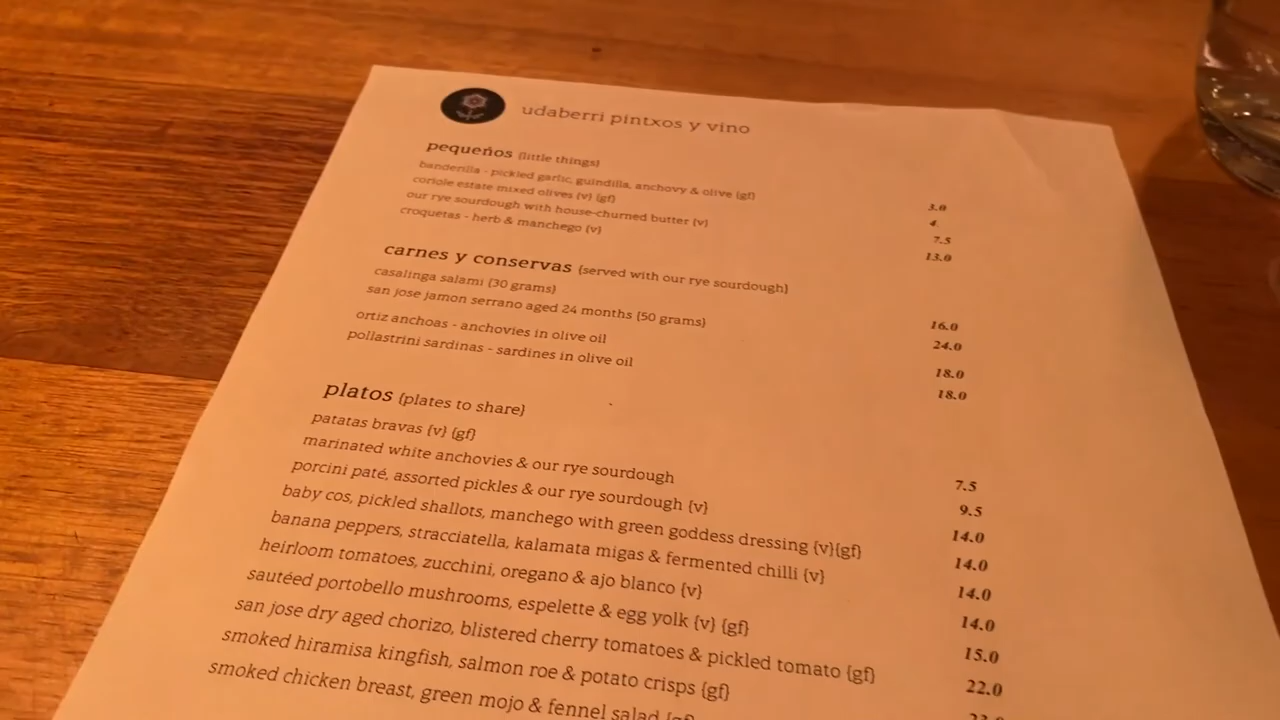 udaberri pintxos y vino
pequeños {little things}
banderilla - pickled garlic, guindilla, anchovy & olive {gf} 3.0
coriole estate mixed olives {v} {gf} 4.
our rye sourdough with house-churned butter {v} 7.5
croquetas - herb & manchego {v} 13.0
carnes y conservas {served with our rye sourdough}
casalinga salami {30 grams} 16.0
san jose jamon serrano aged 24 months {50 grams} 24.0
ortiz anchoas - anchovies in olive oil 18.0
pollastrini sardinas - sardines in olive oil 18.0
platos {plates to share}
patatas bravas {v} {gf} 7.5
marinated white anchovies & our rye sourdough 9.5
porcini paté, assorted pickles & our rye sourdough {v} 14.0
baby cos, pickled shallots, manchego with green goddess dressing {v}{gf} 14.0
banana peppers, stracciatella, kalamata migas & fermented chilli {v} 14.0
heirloom tomatoes, zucchini, oregano & ajo blanco {v} 14.0
sautéed portobello mushrooms, espelette & egg yolk {v} {gf} 15.0
san jose dry aged chorizo, blistered cherry tomatoes & pickled tomato {gf} 22.0
smoked hiramisa kingfish, salmon roe & potato crisps {gf}
smoked chicken breast, green mojo & fennel salad {gf}